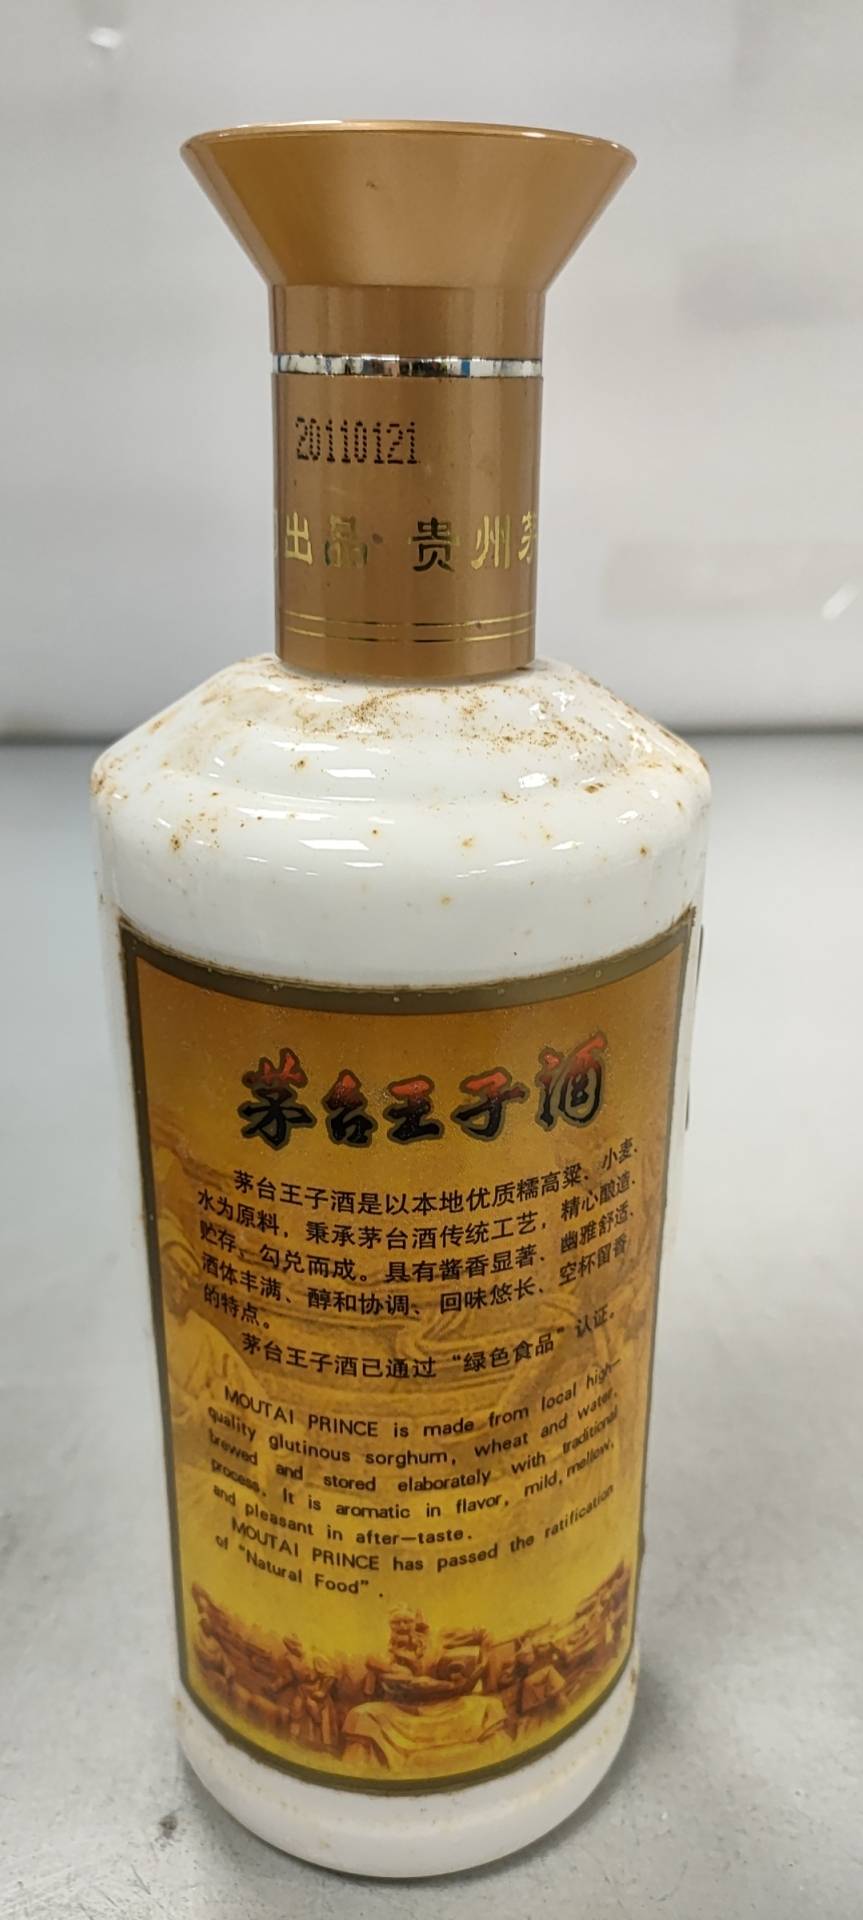 20110121
出品 贵州茅
茅台王子酒
茅台王子酒是以本地优质糯高粱、小麦、
水为原料，秉承茅台酒传统工艺，精心酿造、
贮存、勾兑而成。具有酱香显著、幽雅舒适、
酒体丰满、醇和协调、回味悠长、空杯留香
的特点。
茅台王子酒已通过“绿色食品”认证。
MOUTAI PRINCE is made from local high—
quality glutinous sorghum, wheat and water,
brewed and stored elaborately with traditional
process. It is aromatic in flavor, mild, mellow,
and pleasant in after—taste.
MOUTAI PRINCE has passed the ratification
of "Natural Food".